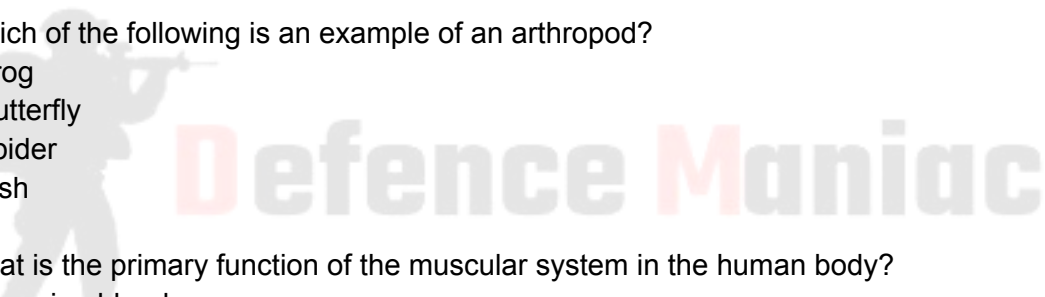 ich of the following is an example of an arthropod?
rog
utterfly
pider
sh
Defence Maniac
at is the primary function of the muscular system in the human body?